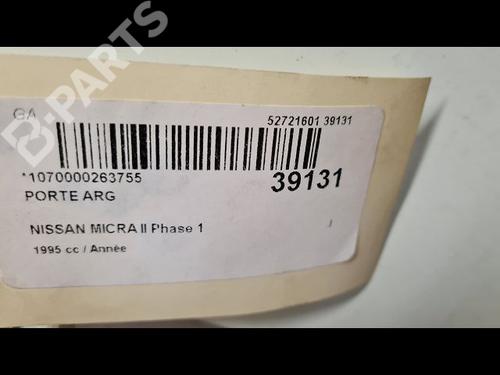 GA
52721601 39131
B-PARTS
*1070000263755
39131
PORTE ARG
NISSAN MICRA II Phase 1
1995 cc / Année